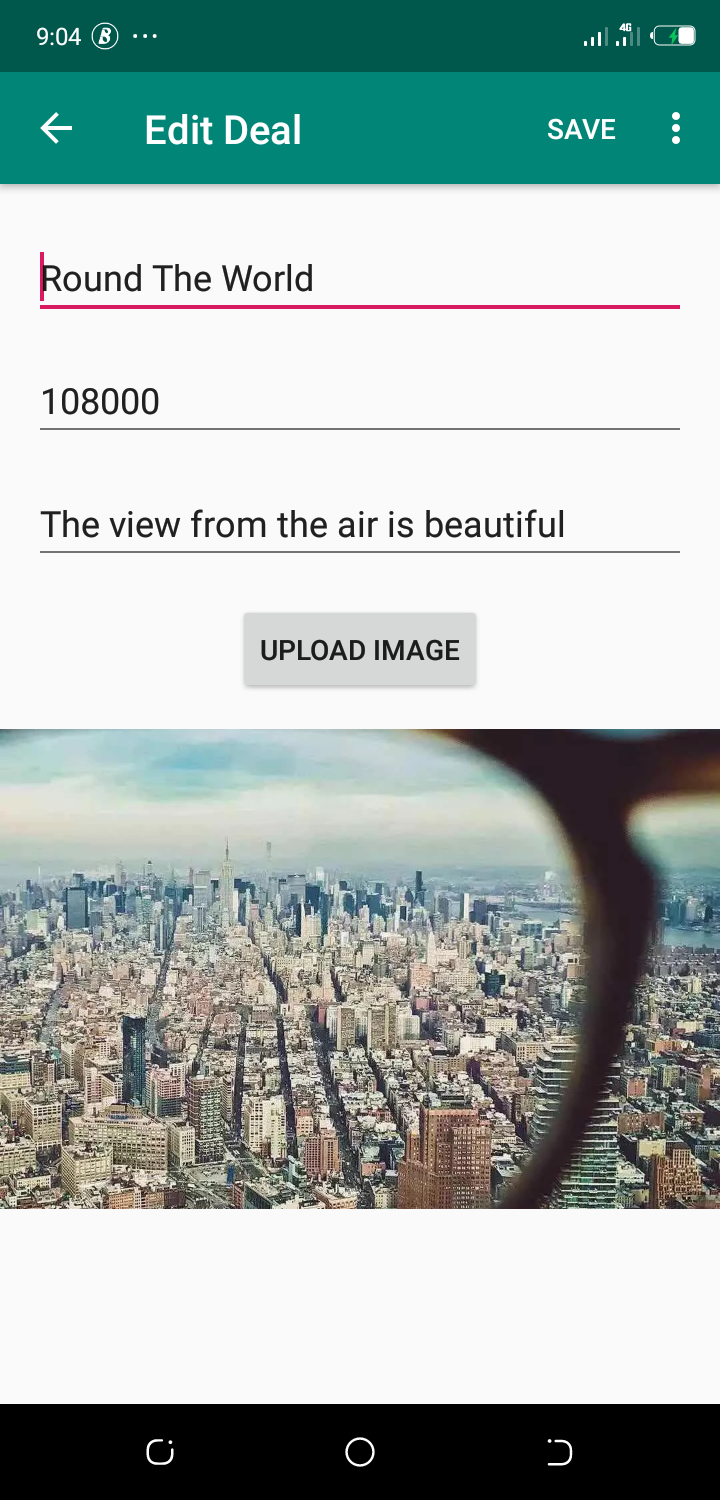 9:04 B ...
4G
Edit Deal
SAVE
Round The World
108000
The view from the air is beautiful
UPLOAD IMAGE